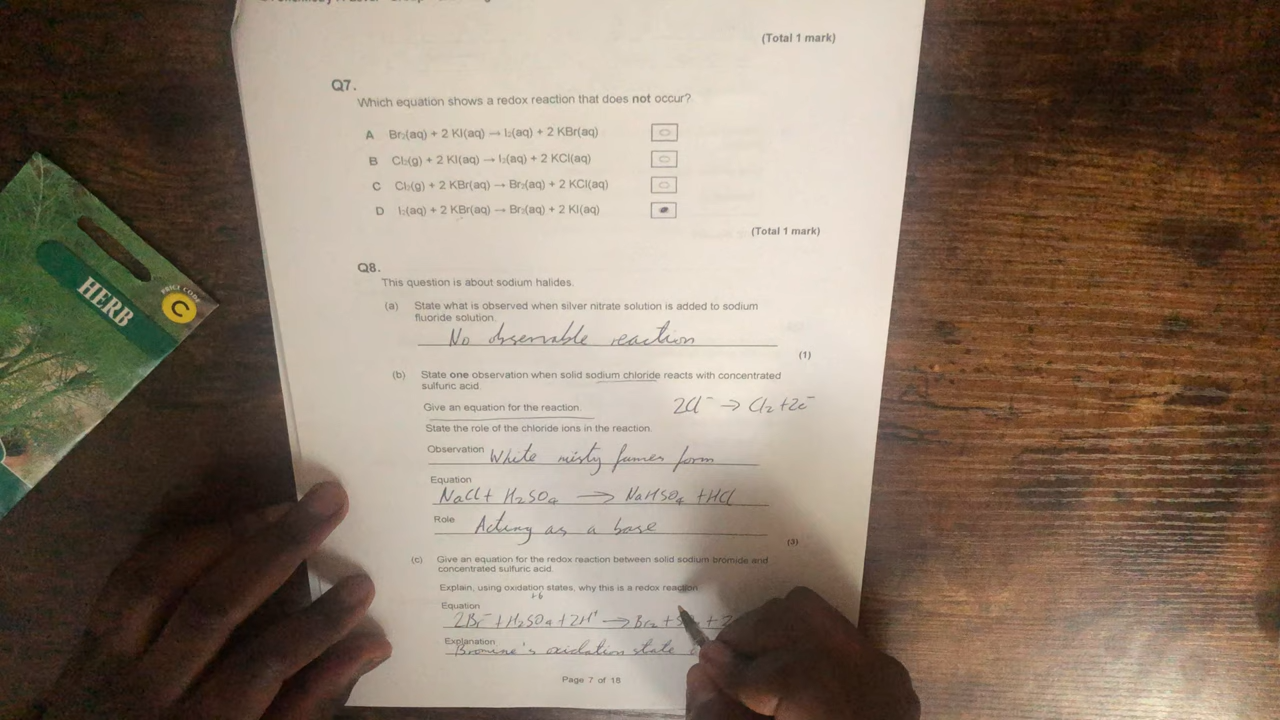 (Total 1 mark)
Q7.
Which equation shows a redox reaction that does not occur?
A Br₂(aq) + 2 KI(aq) → I₂(aq) + 2 KBr(aq)
B Cl₂(g) + 2 KI(aq) → I₂(aq) + 2 KCl(aq)
C Cl₂(g) + 2 KBr(aq) → Br₂(aq) + 2 KCl(aq)
D I₂(aq) + 2 KBr(aq) → Br₂(aq) + 2 KI(aq)
(Total 1 mark)
Q8.
This question is about sodium halides.
(a) State what is observed when silver nitrate solution is added to sodium
fluoride solution.
No observable reaction
(1)
(b) State one observation when solid sodium chloride reacts with concentrated
sulfuric acid.
Give an equation for the reaction.
2Cl⁻ → Cl₂ + 2e⁻
State the role of the chloride ions in the reaction.
Observation White misty fumes form
Equation
NaCl + H₂SO₄ → NaHSO₄ + HCl
Role Acting as a base
(3)
(c) Give an equation for the redox reaction between solid sodium bromide and
concentrated sulfuric acid.
Explain, using oxidation states, why this is a redox reaction.
+6
Equation
2Br⁻ + H₂SO₄ + 2H⁺ → Br₂ + S + 2
Explanation
Bromine's oxidation state
Page 7 of 18
HERB
PRICE CODE
C